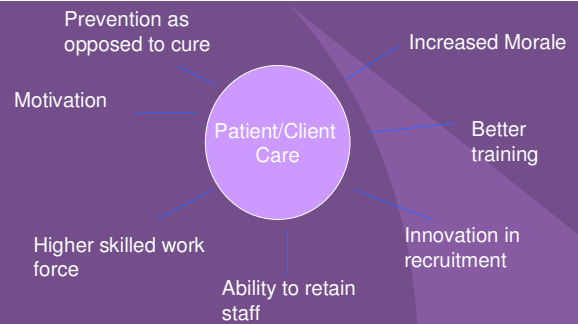 Prevention as
opposed to cure
Increased Morale
Motivation
Patient/Client
Care
Better
training
Higher skilled work
force
Innovation in
recruitment
Ability to retain
staff